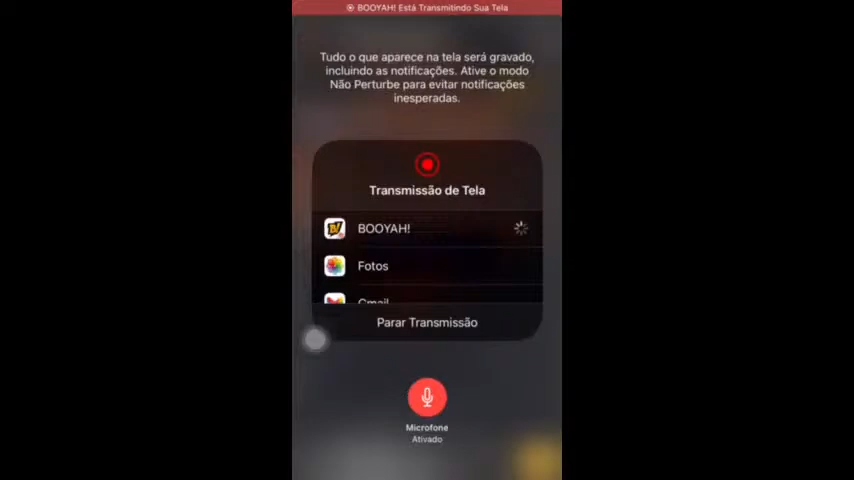 BOOYAH! Está Transmitindo Sua Tela
Tudo o que aparece na tela será gravado,
incluindo as notificações. Ative o modo
Não Perturbe para evitar notificações
inesperadas.
Transmissão de Tela
BOOYAH!
Fotos
Gmail
Parar Transmissão
Microfone
Ativado